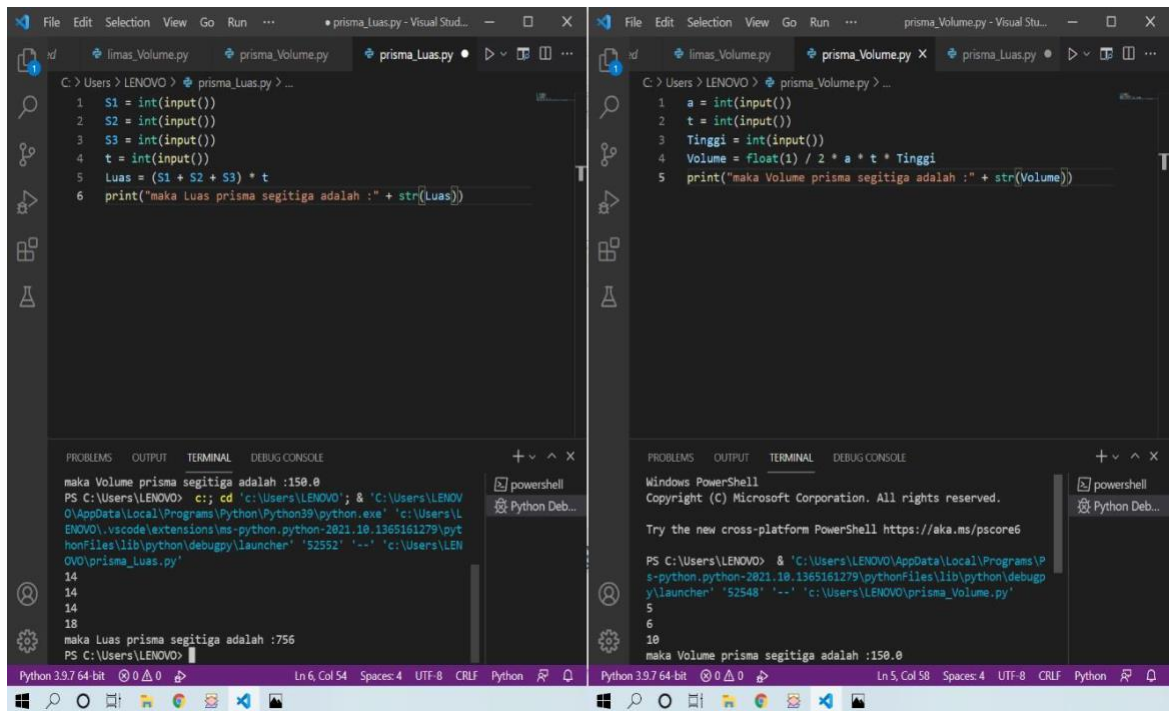 File Edit Selection View Go Run ··· ● prisma_Luas.py - Visual Stud...
limas_Volume.py prisma_Volume.py prisma_Luas.py ●
C: > Users > LENOVO > prisma_Luas.py > ...
1 S1 = int(input())
2 S2 = int(input())
3 S3 = int(input())
4 t = int(input())
5 Luas = (S1 + S2 + S3) * t
6 print("maka Luas prisma segitiga adalah :" + str(Luas))
PROBLEMS OUTPUT TERMINAL DEBUG CONSOLE
maka Volume prisma segitiga adalah :150.0
PS C:\Users\LENOVO> c:; cd 'c:\Users\LENOVO'; & 'C:\Users\LENOV
O\AppData\Local\Programs\Python\Python39\python.exe' 'c:\Users\L
ENOVO\.vscode\extensions\ms-python.python-2021.10.1365161279\pyt
honFiles\lib\python\debugpy\launcher' '52552' '--' 'c:\Users\LEN
OVO\prisma_Luas.py'
14
14
14
18
maka Luas prisma segitiga adalah :756
PS C:\Users\LENOVO>
powershell
Python Deb...
1
Python 3.9.7 64-bit 0 0 Ln 6, Col 54 Spaces: 4 UTF-8 CRLF Python
File Edit Selection View Go Run ··· prisma_Volume.py - Visual Stu...
limas_Volume.py prisma_Volume.py X prisma_Luas.py ●
C: > Users > LENOVO > prisma_Volume.py > ...
1 a = int(input())
2 t = int(input())
3 Tinggi = int(input())
4 Volume = float(1) / 2 * a * t * Tinggi
5 print("maka Volume prisma segitiga adalah :" + str(Volume))
PROBLEMS OUTPUT TERMINAL DEBUG CONSOLE
Windows PowerShell
Copyright (C) Microsoft Corporation. All rights reserved.
Try the new cross-platform PowerShell https://aka.ms/pscore6
PS C:\Users\LENOVO> & 'C:\Users\LENOVO\AppData\Local\Programs\P
s-python.python-2021.10.1365161279\pythonFiles\lib\python\debugp
y\launcher' '52548' '--' 'c:\Users\LENOVO\prisma_Volume.py'
5
6
10
maka Volume prisma segitiga adalah :150.0
powershell
Python Deb...
1
Python 3.9.7 64-bit 0 0 Ln 5, Col 58 Spaces: 4 UTF-8 CRLF Python